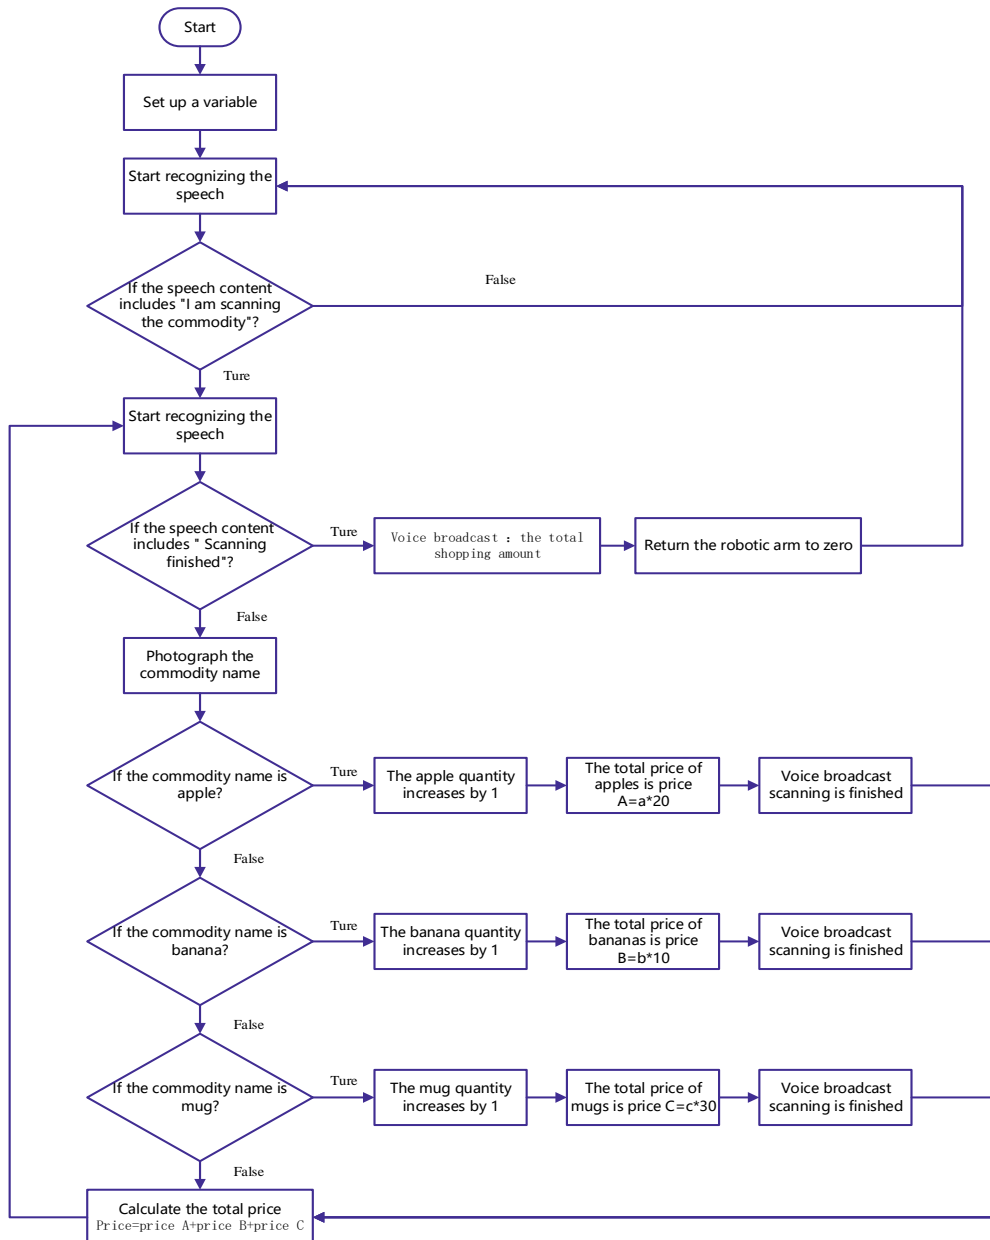 Start
Set up a variable
Start recognizing the
speech
If the speech content
includes "I am scanning
the commodity"?
False
Ture
Start recognizing the
speech
If the speech content
includes " Scanning
finished"?
Ture
Voice broadcast ：the total
shopping amount
Return the robotic arm to zero
False
Photograph the
commodity name
If the commodity name is
apple?
Ture
The apple quantity
increases by 1
The total price of
apples is price
A=a*20
Voice broadcast
scanning is finished
False
If the commodity name is
banana?
Ture
The banana quantity
increases by 1
The total price of
bananas is price
B=b*10
Voice broadcast
scanning is finished
False
If the commodity name is
mug?
Ture
The mug quantity
increases by 1
The total price of
mugs is price C=c*30
Voice broadcast
scanning is finished
False
Calculate the total price
Price=price A+price B+price C